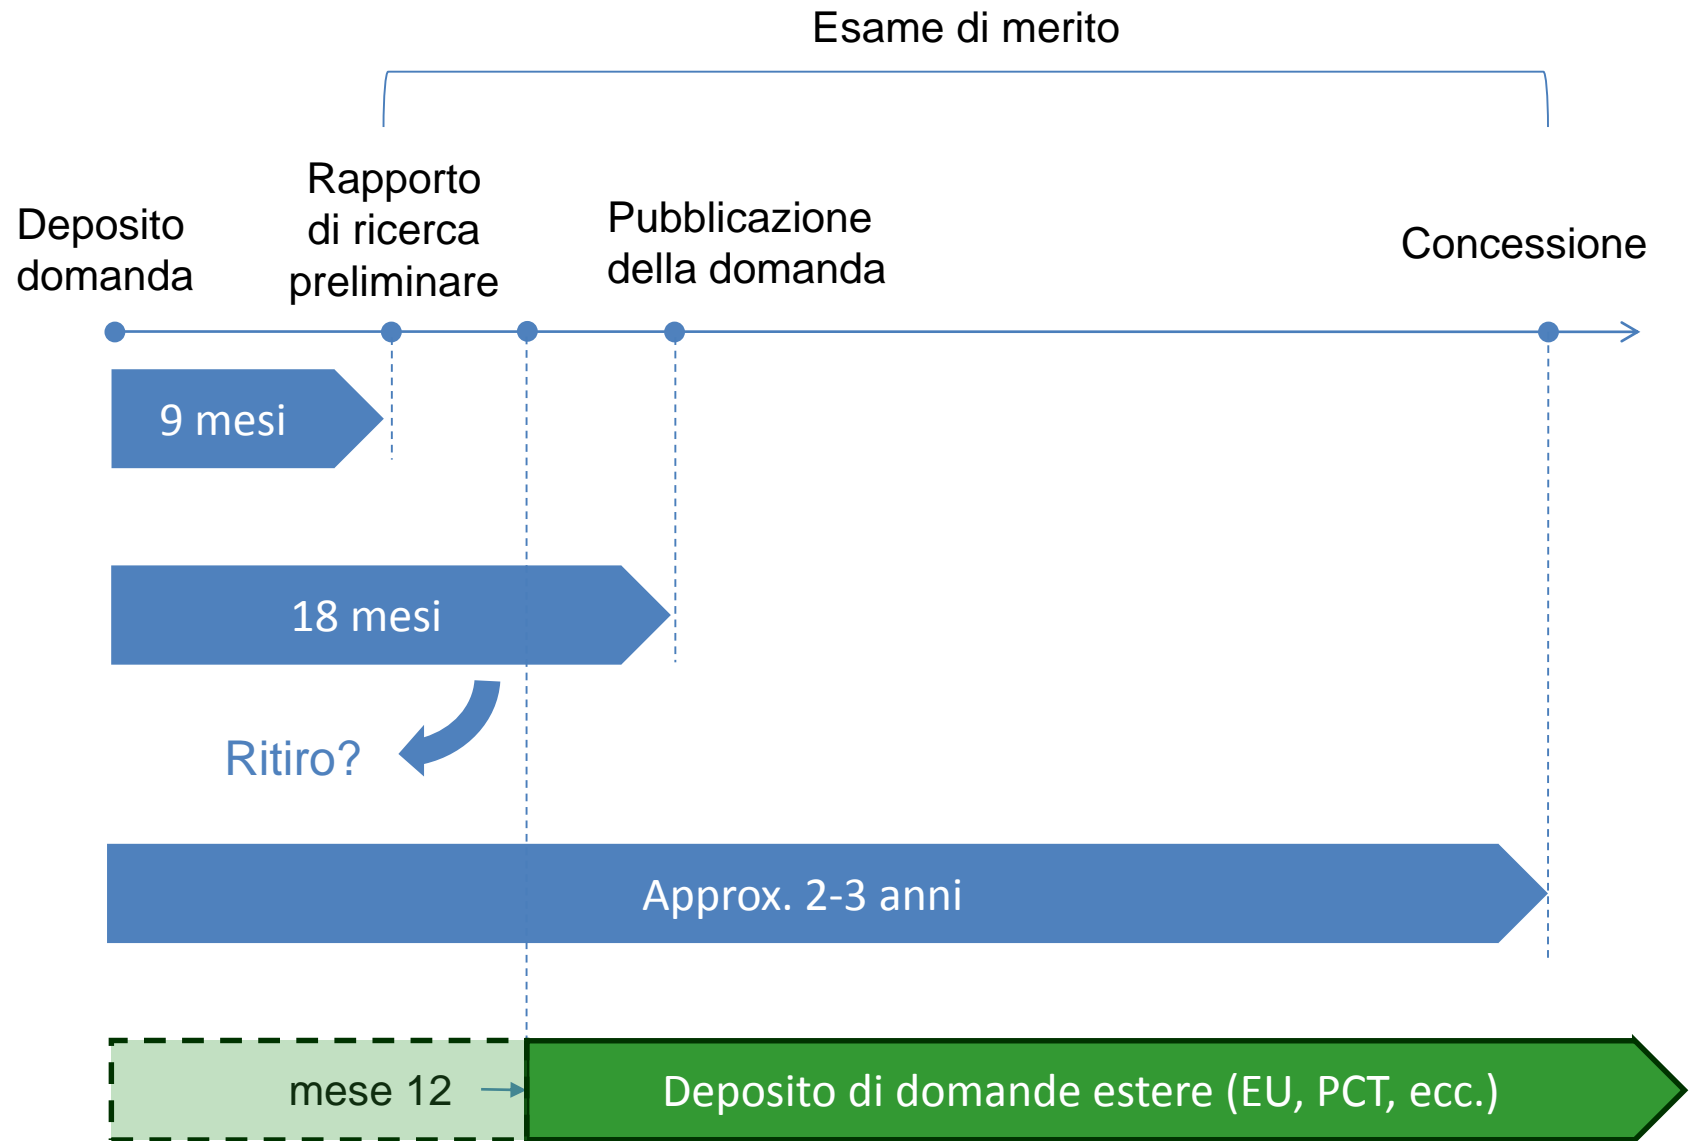 Esame di merito
Deposito
domanda
Rapporto
di ricerca
preliminare
Pubblicazione
della domanda
Concessione
9 mesi
18 mesi
Ritiro?
Approx. 2-3 anni
mese 12
Deposito di domande estere (EU, PCT, ecc.)